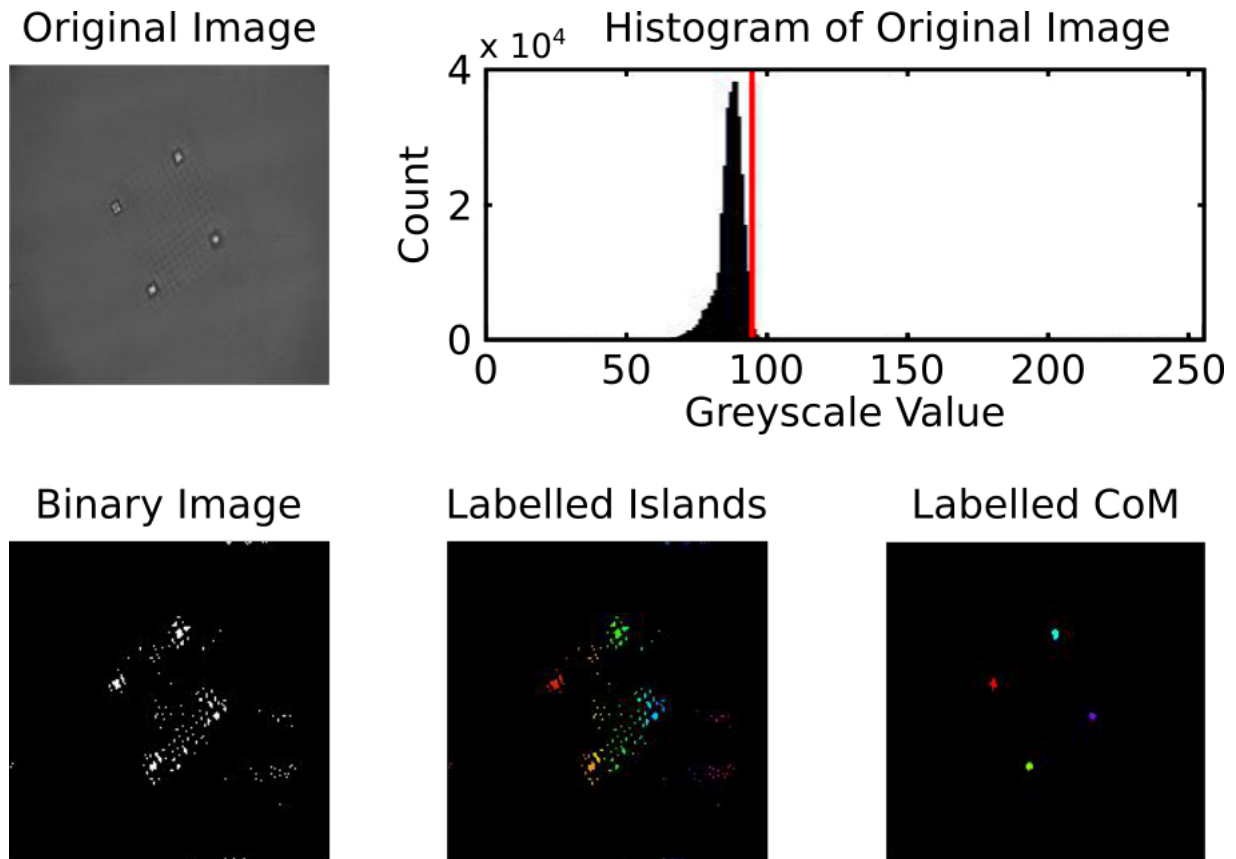 Original Image
Histogram of Original Image
x 10⁴
4
2
0
Count
0 50 100 150 200 250
Greyscale Value
Binary Image
Labelled Islands
Labelled CoM